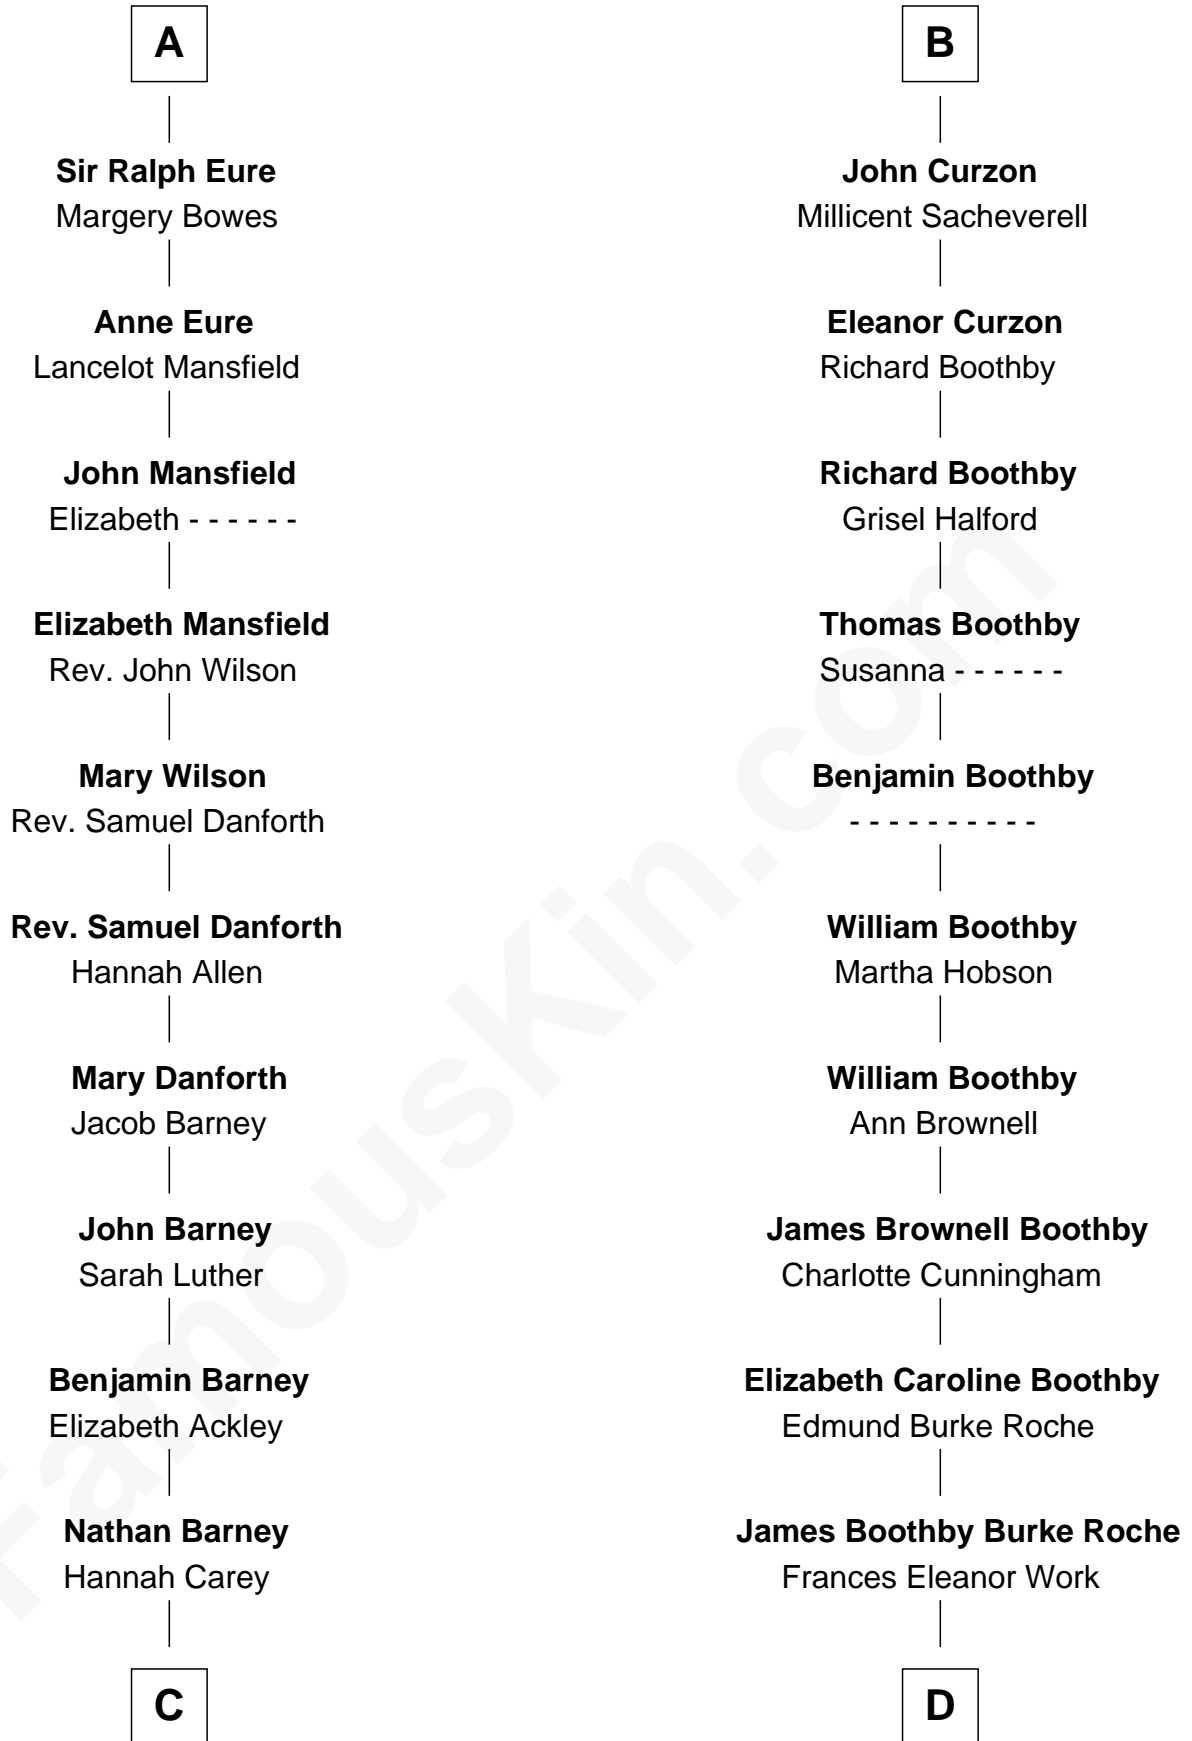 A
Sir Ralph Eure
Margery Bowes
Anne Eure
Lancelot Mansfield
John Mansfield
Elizabeth - - - - - -
Elizabeth Mansfield
Rev. John Wilson
Mary Wilson
Rev. Samuel Danforth
Rev. Samuel Danforth
Hannah Allen
Mary Danforth
Jacob Barney
John Barney
Sarah Luther
Benjamin Barney
Elizabeth Ackley
Nathan Barney
Hannah Carey
C
B
John Curzon
Millicent Sacheverell
Eleanor Curzon
Richard Boothby
Richard Boothby
Grisel Halford
Thomas Boothby
Susanna - - - - - -
Benjamin Boothby
- - - - - - - - - -
William Boothby
Martha Hobson
William Boothby
Ann Brownell
James Brownell Boothby
Charlotte Cunningham
Elizabeth Caroline Boothby
Edmund Burke Roche
James Boothby Burke Roche
Frances Eleanor Work
D
FamousKin.com